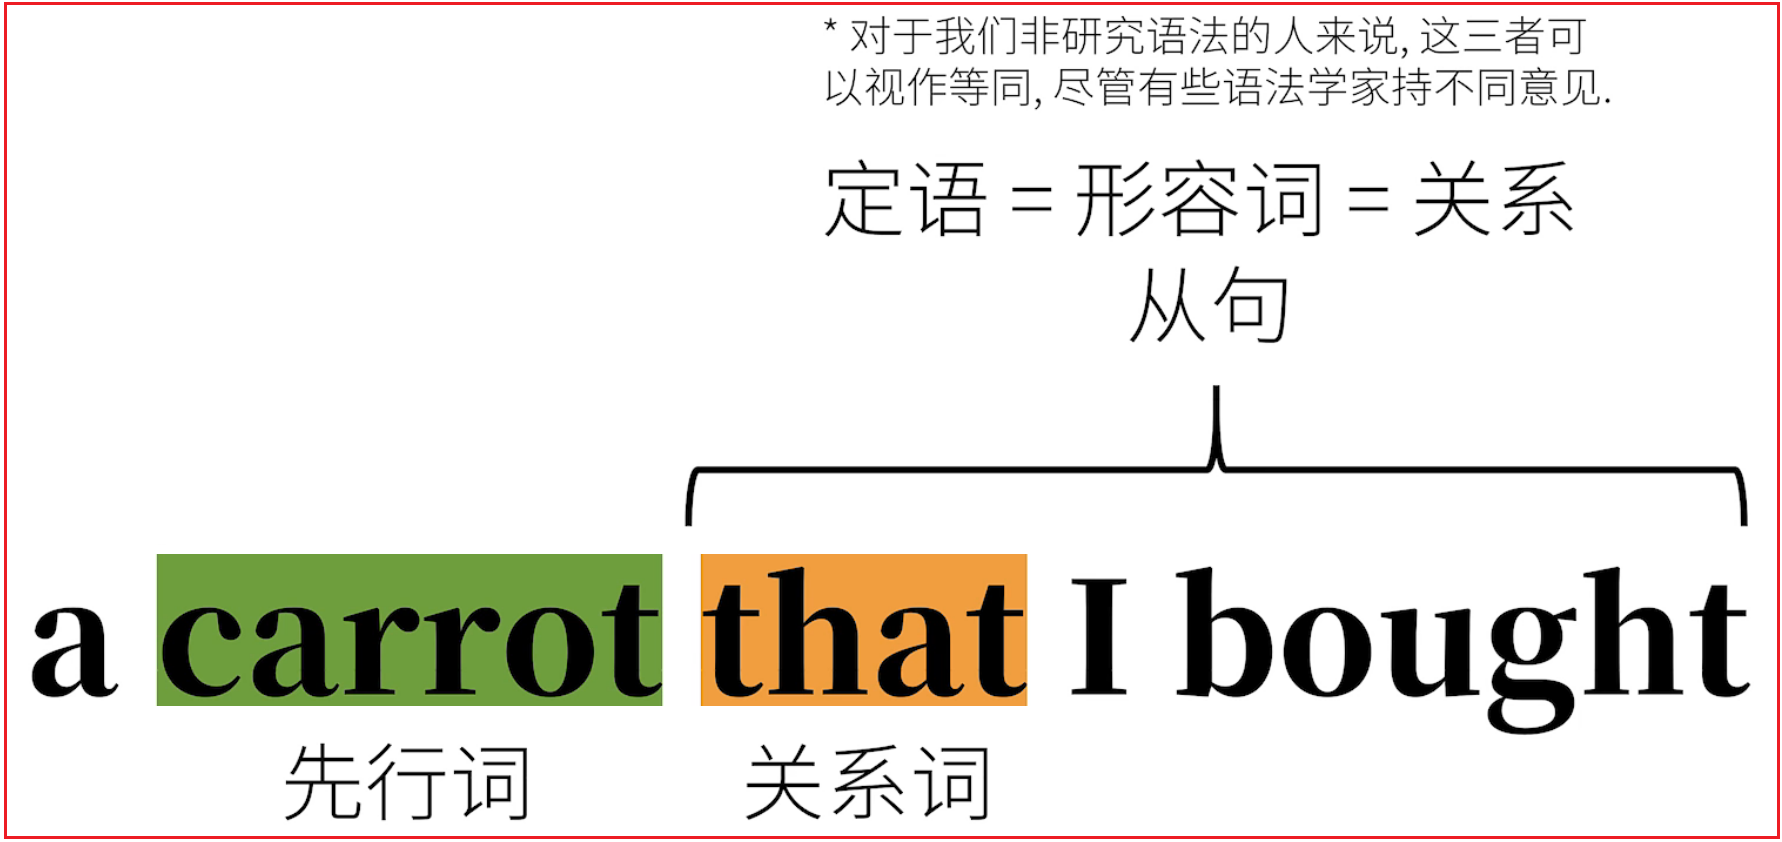 * 对于我们非研究语法的人来说, 这三者可
以视作等同, 尽管有些语法学家持不同意见.
定语 = 形容词 = 关系
从句
a carrot that I bought
先行词 关系词